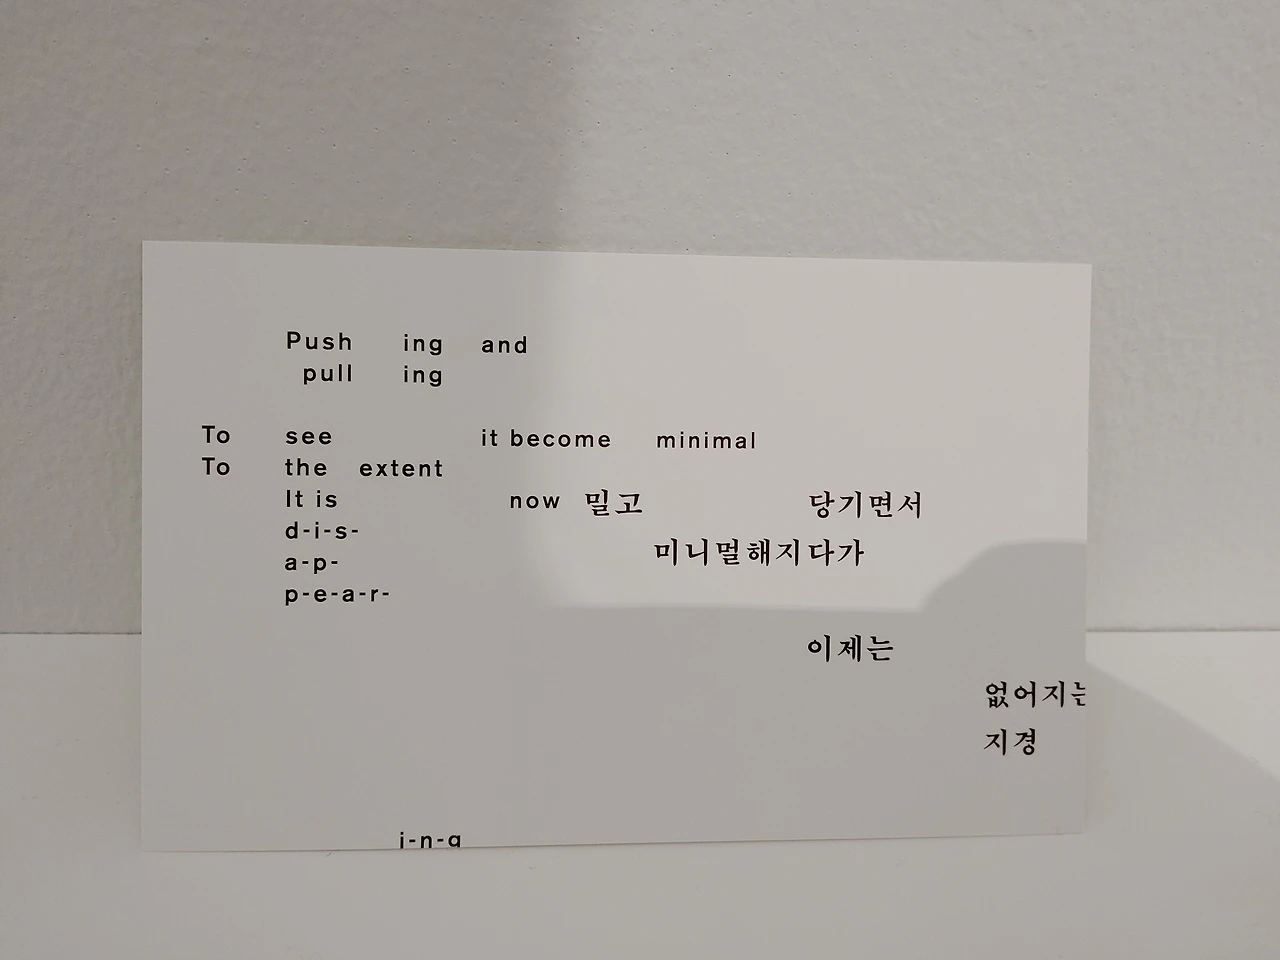 Push ing and
pull ing
To see it become minimal
To the extent
It is now 밀고 당기면서
d-i-s-
미니멀해지다가
a-p-
p-e-a-r-
이제는
없어지는
지경
i-n-g